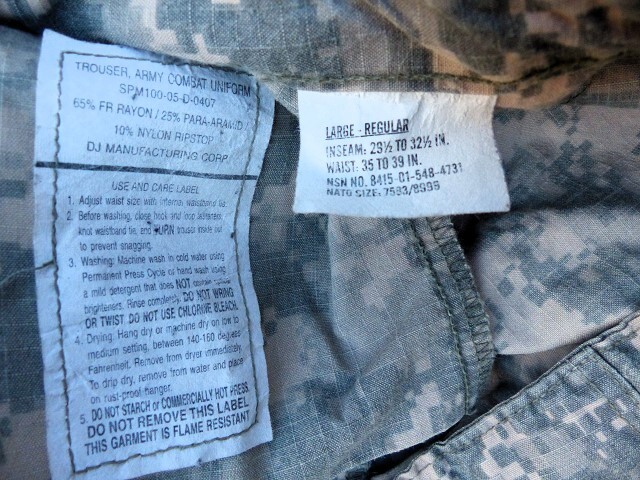 TROUSER, ARMY COMBAT UNIFORM
SPM100-05-D-0407
65% FR RAYON / 25% PARA-ARAMID /
10% NYLON RIPSTOP
DJ MANUFACTURING CORP.
USE AND CARE LABEL
1. Adjust waist size with internal waistband tie.
2. Before washing, close hook and loop fasteners,
knot waistband tie, and TURN trouser inside out
to prevent snagging.
3. Washing: Machine wash in cold water using
Permanent Press Cycle or hand wash using
a mild detergent that does NOT contain optical
brighteners. Rinse completely. DO NOT WRING
OR TWIST. DO NOT USE CHLORINE BLEACH.
4. Drying: Hang dry or machine dry on low to
medium setting, between 140-160 degrees
Fahrenheit. Remove from dryer immediately.
To drip dry, remove from water and place
on rust-proof hanger.
5. DO NOT STARCH or COMMERCIALLY HOT PRESS
DO NOT REMOVE THIS LABEL
THIS GARMENT IS FLAME RESISTANT
LARGE - REGULAR
INSEAM: 29½ TO 32½ IN.
WAIST: 35 TO 39 IN.
NSN NO. 8415-01-548-4731
NATO SIZE: 7583/8999